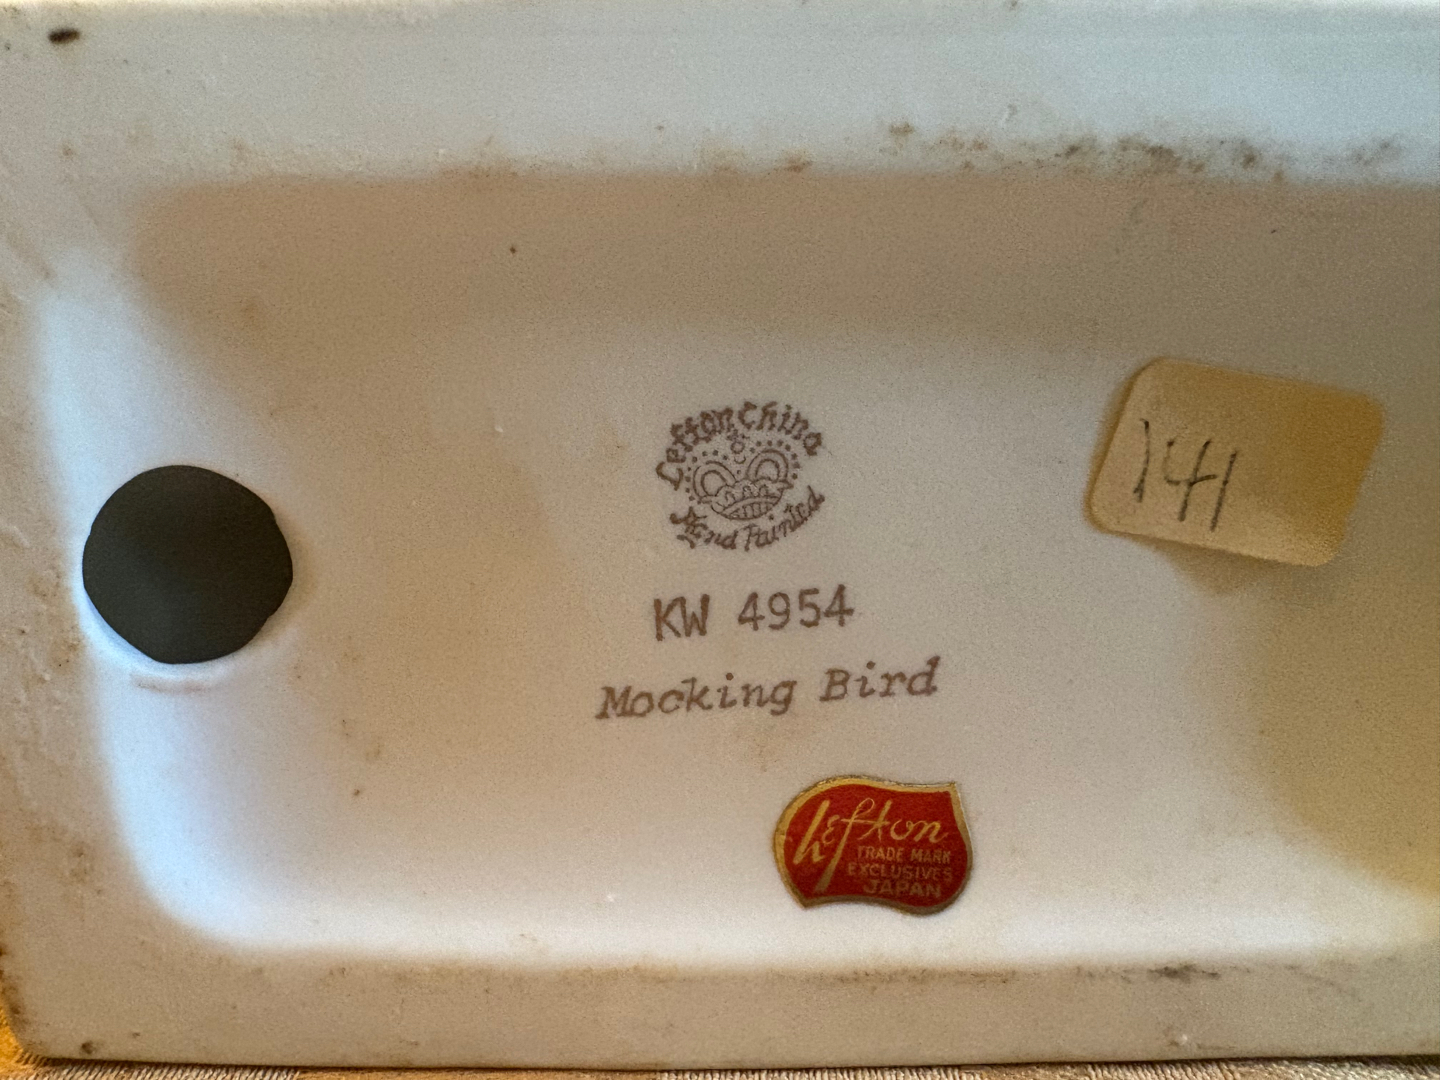 Lefton China
Hand Painted
KW 4954
Mocking Bird
141
Lefton
TRADE MARK
EXCLUSIVES
JAPAN